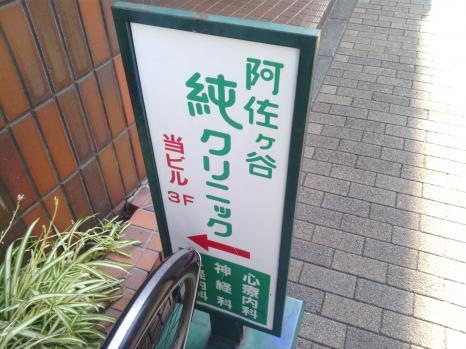 阿佐ヶ谷
純クリニック
当ビル3F
心療内科
神経科